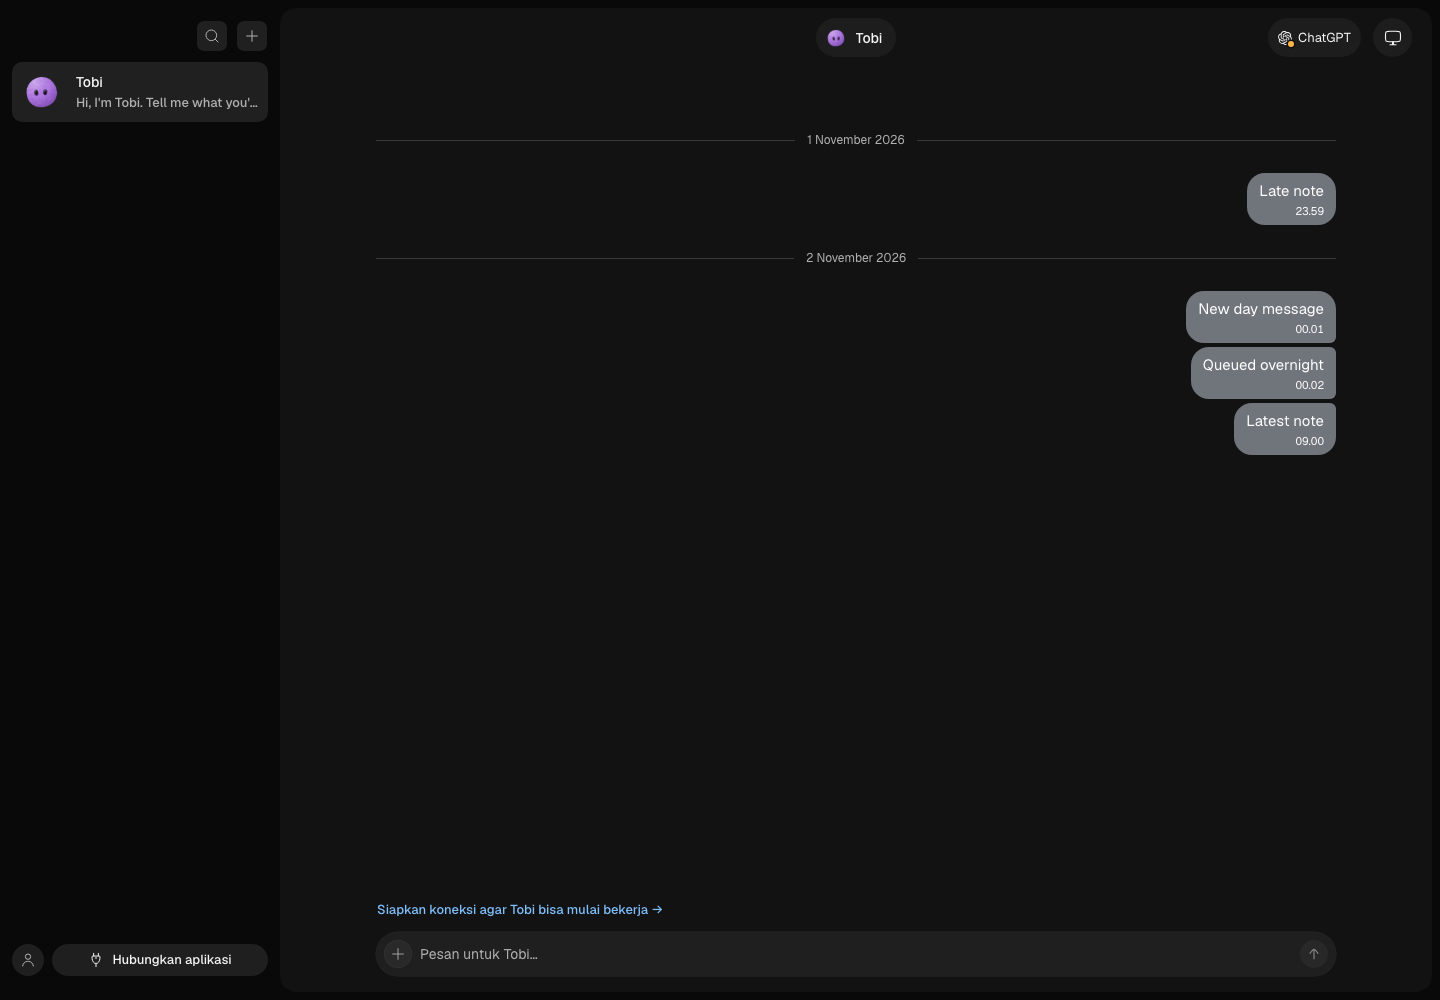 Tobi
Hi, I'm Tobi. Tell me what you'...
Tobi
ChatGPT
1 November 2026
Late note
23.59
2 November 2026
New day message
00.01
Queued overnight
00.02
Latest note
09.00
Siapkan koneksi agar Tobi bisa mulai bekerja →
Hubungkan aplikasi
Pesan untuk Tobi...